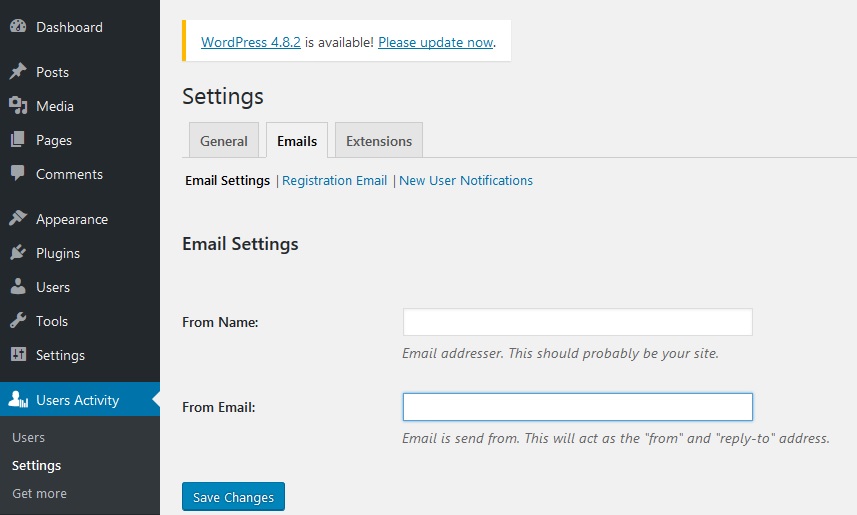 Dashboard
Posts
Media
Pages
Comments
Appearance
Plugins
Users
Tools
Settings
Users Activity
Users
Settings
Get more
WordPress 4.8.2 is available! Please update now.
Settings
General Emails Extensions
Email Settings | Registration Email | New User Notifications
Email Settings
From Name:
Email addresser. This should probably be your site.
From Email:
Email is send from. This will act as the "from" and "reply-to" address.
Save Changes